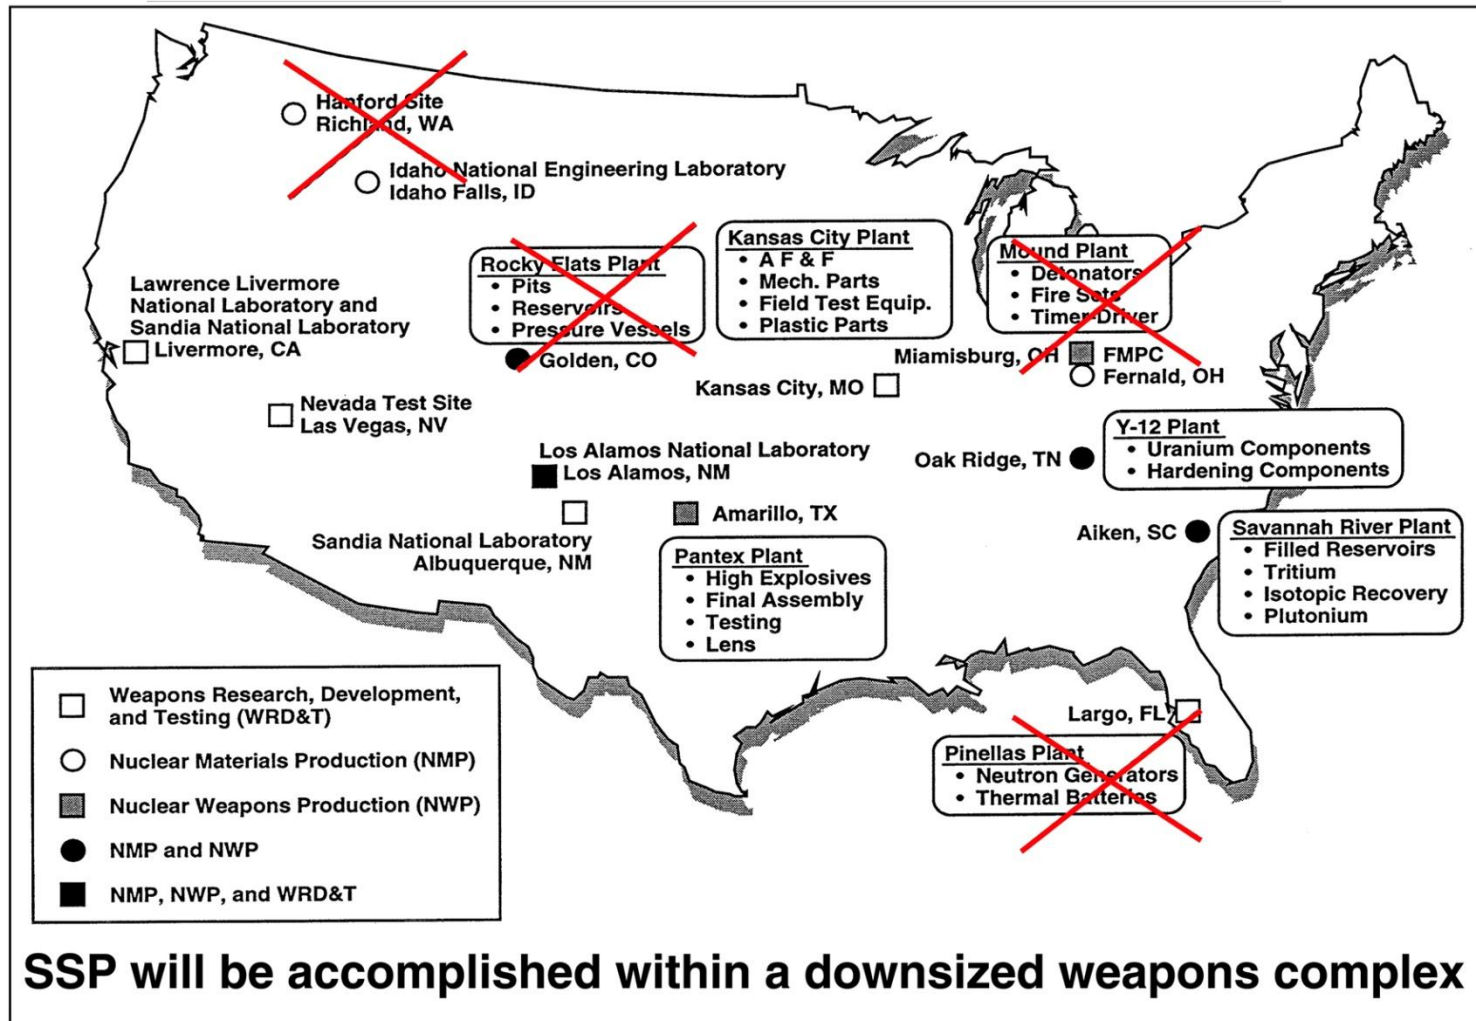 Hanford Site
Richland, WA
Idaho National Engineering Laboratory
Idaho Falls, ID
Lawrence Livermore
National Laboratory and
Sandia National Laboratory
Livermore, CA
Nevada Test Site
Las Vegas, NV
Rocky Flats Plant
• Pits
• Reservoirs
• Pressure Vessels
Golden, CO
Kansas City Plant
• A F & F
• Mech. Parts
• Field Test Equip.
• Plastic Parts
Kansas City, MO
Mound Plant
• Detonators
• Fire Sets
• Timer-Driver
Miamisburg, OH
FMPC
Fernald, OH
Los Alamos National Laboratory
Los Alamos, NM
Sandia National Laboratory
Albuquerque, NM
Amarillo, TX
Pantex Plant
• High Explosives
• Final Assembly
• Testing
• Lens
Oak Ridge, TN
Y-12 Plant
• Uranium Components
• Hardening Components
Aiken, SC
Savannah River Plant
• Filled Reservoirs
• Tritium
• Isotopic Recovery
• Plutonium
Largo, FL
Pinellas Plant
• Neutron Generators
• Thermal Batteries
Weapons Research, Development,
and Testing (WRD&T)
Nuclear Materials Production (NMP)
Nuclear Weapons Production (NWP)
NMP and NWP
NMP, NWP, and WRD&T
SSP will be accomplished within a downsized weapons complex